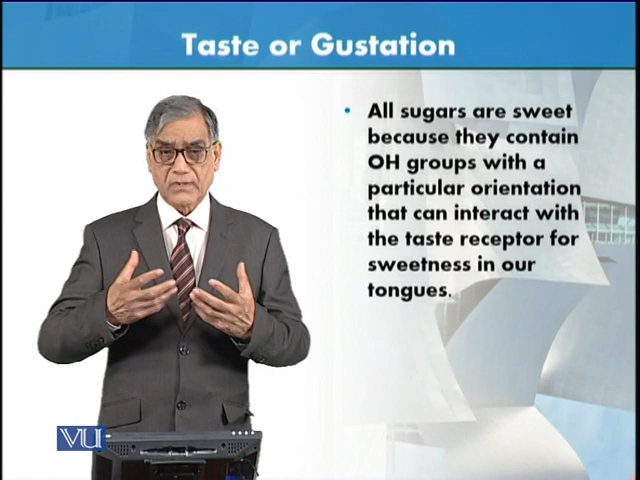 Taste or Gustation
• All sugars are sweet
because they contain
OH groups with a
particular orientation
that can interact with
the taste receptor for
sweetness in our
tongues.
VU